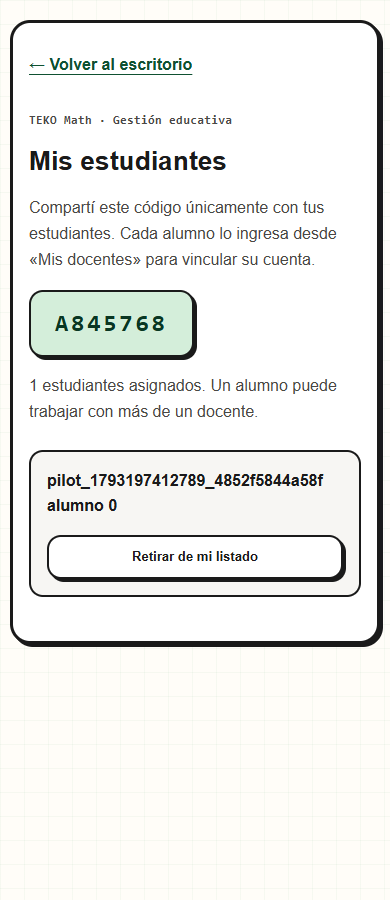 ← Volver al escritorio
TEKO Math · Gestión educativa
Mis estudiantes
Compartí este código únicamente con tus
estudiantes. Cada alumno lo ingresa desde
«Mis docentes» para vincular su cuenta.
A845768
1 estudiantes asignados. Un alumno puede
trabajar con más de un docente.
pilot_1793197412789_4852f5844a58f
alumno 0
Retirar de mi listado